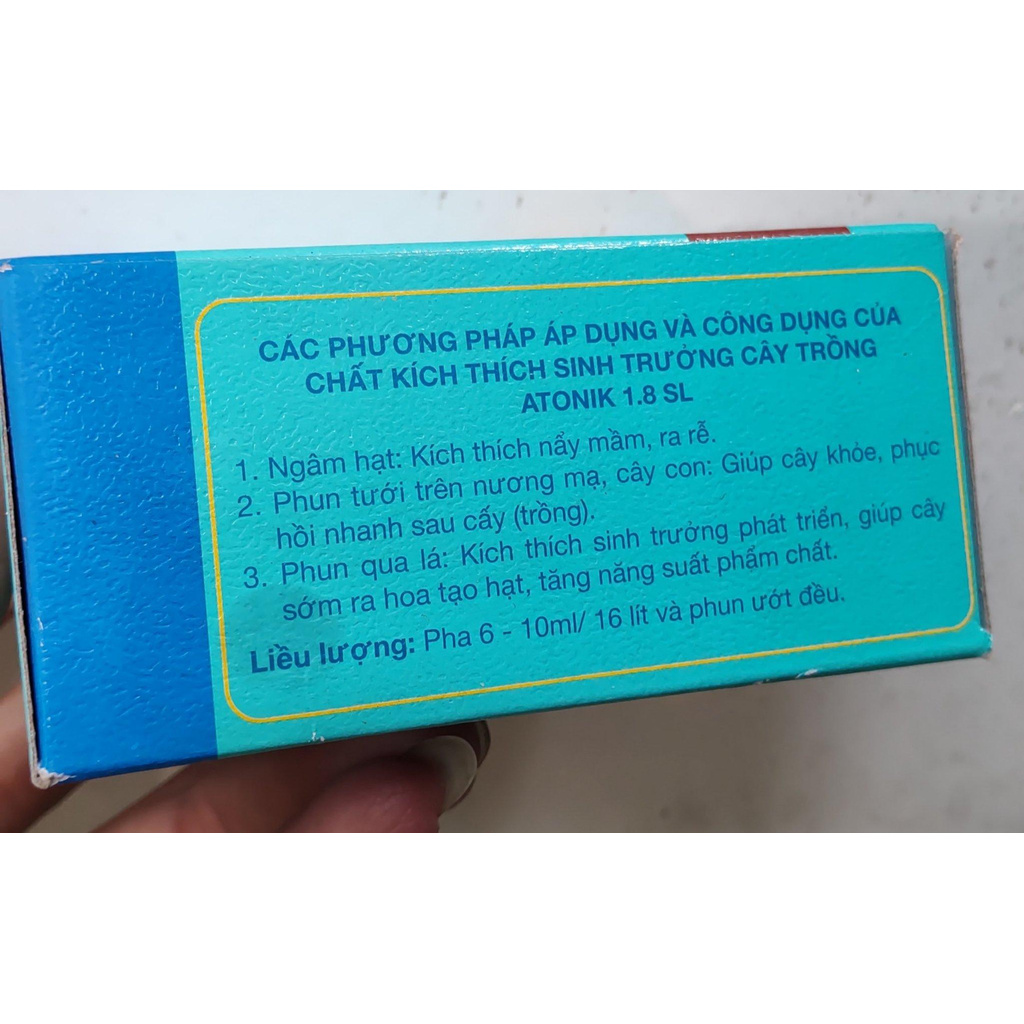 CÁC PHƯƠNG PHÁP ÁP DỤNG VÀ CÔNG DỤNG CỦA
CHẤT KÍCH THÍCH SINH TRƯỞNG CÂY TRỒNG
ATONIK 1.8 SL
1. Ngâm hạt: Kích thích nẩy mầm, ra rễ.
2. Phun tưới trên nương mạ, cây con: Giúp cây khỏe, phục
hồi nhanh sau cấy (trồng).
3. Phun qua lá: Kích thích sinh trưởng phát triển, giúp cây
sớm ra hoa tạo hạt, tăng năng suất phẩm chất.
Liều lượng: Pha 6 - 10ml/ 16 lít và phun ướt đều.